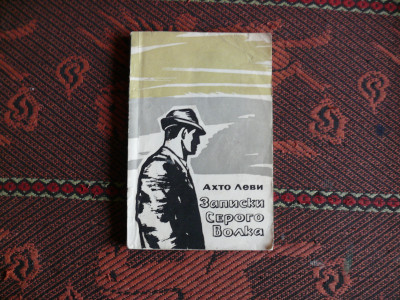 Ахто Леви
Записки
Серого
Волка